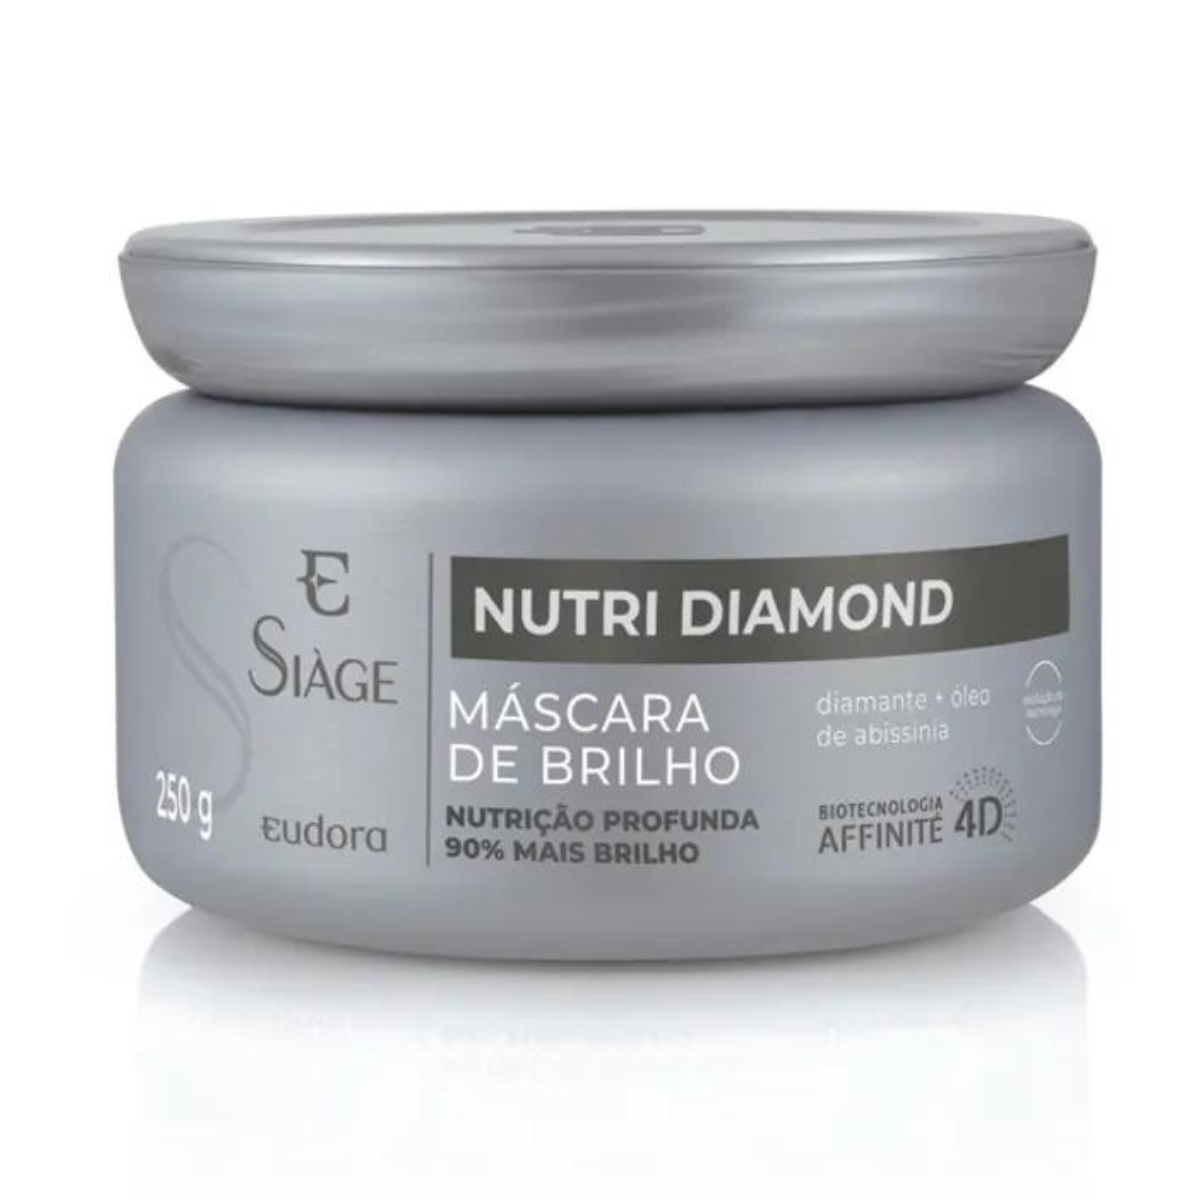 E
SIÀGE
250 g
eudora
NUTRI DIAMOND
MÁSCARA
DE BRILHO
NUTRIÇÃO PROFUNDA
90% MAIS BRILHO
diamante + óleo
de abissínia
BIOTECNOLOGIA
AFFINITÉ 4D